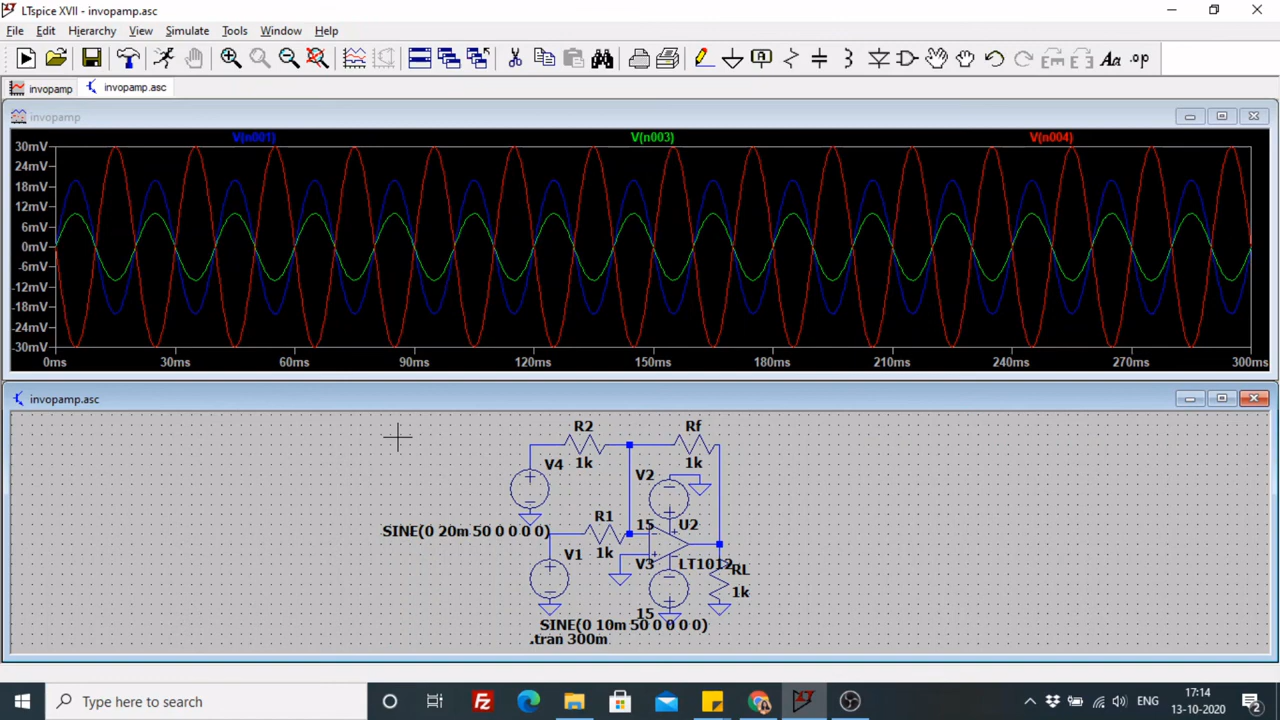 LTspice XVII - invopamp.asc
File Edit Hierarchy View Simulate Tools Window Help
invopamp invopamp.asc
invopamp
V(n001) V(n003) V(n004)
30mV
24mV
18mV
12mV
6mV
0mV
-6mV
-12mV
-18mV
-24mV
-30mV
0ms 30ms 60ms 90ms 120ms 150ms 180ms 210ms 240ms 270ms 300ms
invopamp.asc
R2 Rf
V4 1k 1k
V2
R1 15 U2
SINE(0 20m 50 0 0 0 0)
V1 1k V3 LT1012 RL
1k
15
SINE(0 10m 50 0 0 0 0)
.tran 300m
Type here to search
ENG 17:14
13-10-2020 2